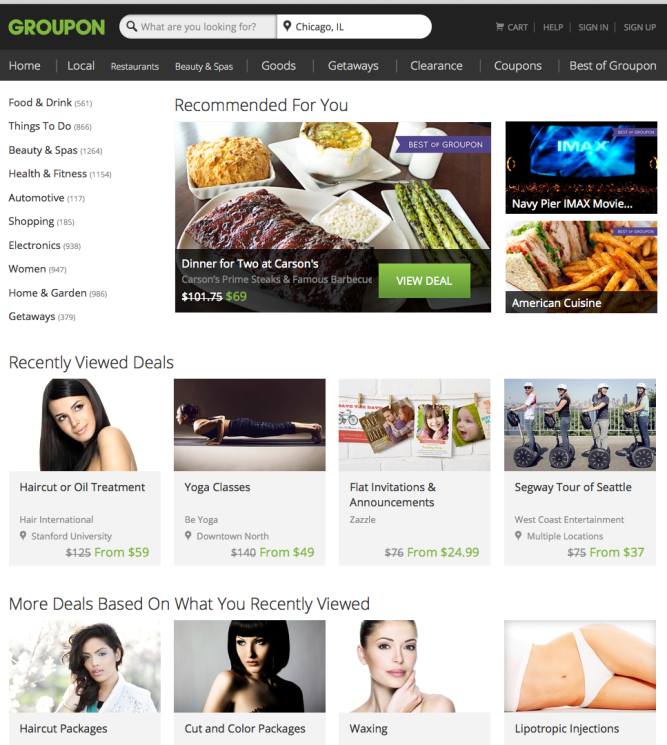 GROUPON
What are you looking for?
Chicago, IL
CART
HELP
SIGN IN
SIGN UP
Home
Local
Restaurants
Beauty & Spas
Goods
Getaways
Clearance
Coupons
Best of Groupon
Food & Drink (561)
Things To Do (866)
Beauty & Spas (1264)
Health & Fitness (1154)
Automotive (117)
Shopping (185)
Electronics (938)
Women (947)
Home & Garden (986)
Getaways (379)
Recommended For You
BEST OF GROUPON
Dinner for Two at Carson's
Carson's Prime Steaks & Famous Barbecue
$101.75 $69
VIEW DEAL
BEST OF GROUPON
IMAX
Navy Pier IMAX Movie...
BEST OF GROUPON
American Cuisine
Recently Viewed Deals
Haircut or Oil Treatment
Hair International
Stanford University
$125 From $59
Yoga Classes
Be Yoga
Downtown North
$140 From $49
SAVE THE DATE
Flat Invitations &
Announcements
Zazzle
$76 From $24.99
Segway Tour of Seattle
West Coast Entertainment
Multiple Locations
$75 From $37
More Deals Based On What You Recently Viewed
Haircut Packages
Cut and Color Packages
Waxing
Lipotropic Injections